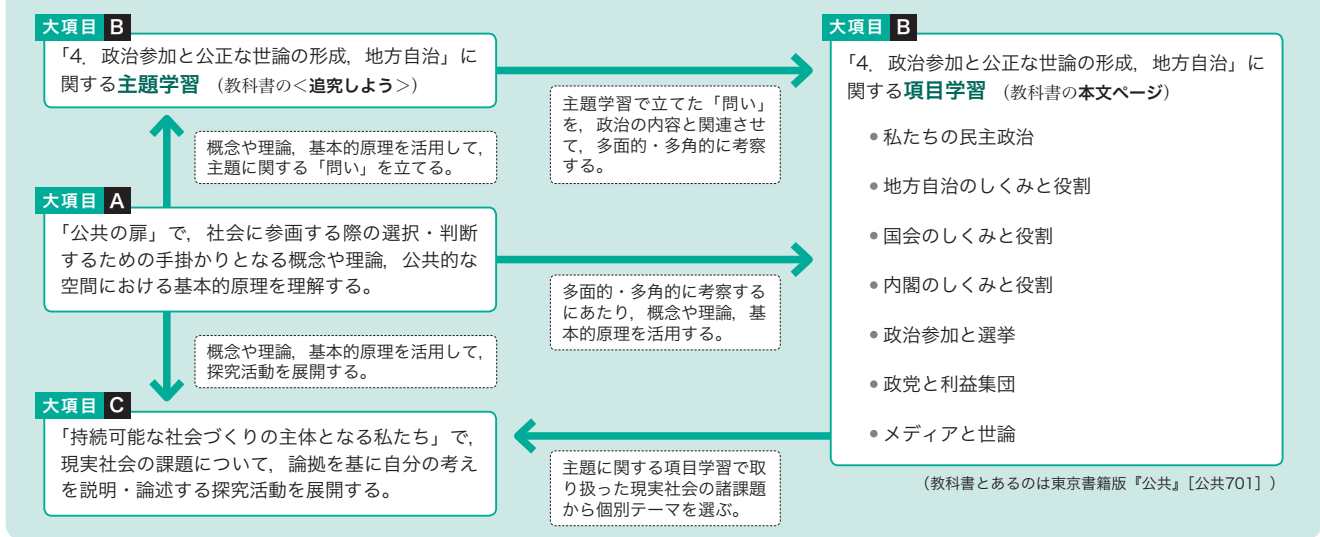 大項目 B
「4．政治参加と公正な世論の形成，地方自治」に
関する主題学習 （教科書の＜追究しよう＞）
概念や理論，基本的原理を活用して，
主題に関する「問い」を立てる。
大項目 A
「公共の扉」で，社会に参画する際の選択・判断
するための手掛かりとなる概念や理論，公共的な
空間における基本的原理を理解する。
概念や理論，基本的原理を活用して，
探究活動を展開する。
大項目 C
「持続可能な社会づくりの主体となる私たち」で，
現実社会の課題について，論拠を基に自分の考え
を説明・論述する探究活動を展開する。
主題学習で立てた「問い」
を，政治の内容と関連させ
て，多面的・多角的に考察
する。
多面的・多角的に考察する
にあたり，概念や理論，基
本的原理を活用する。
主題に関する項目学習で取
り扱った現実社会の諸課題
から個別テーマを選ぶ。
大項目 B
「4．政治参加と公正な世論の形成，地方自治」に
関する項目学習 （教科書の本文ページ）
●私たちの民主政治
●地方自治のしくみと役割
●国会のしくみと役割
●内閣のしくみと役割
●政治参加と選挙
●政党と利益集団
●メディアと世論
（教科書とあるのは東京書籍版『公共』［公共701］）